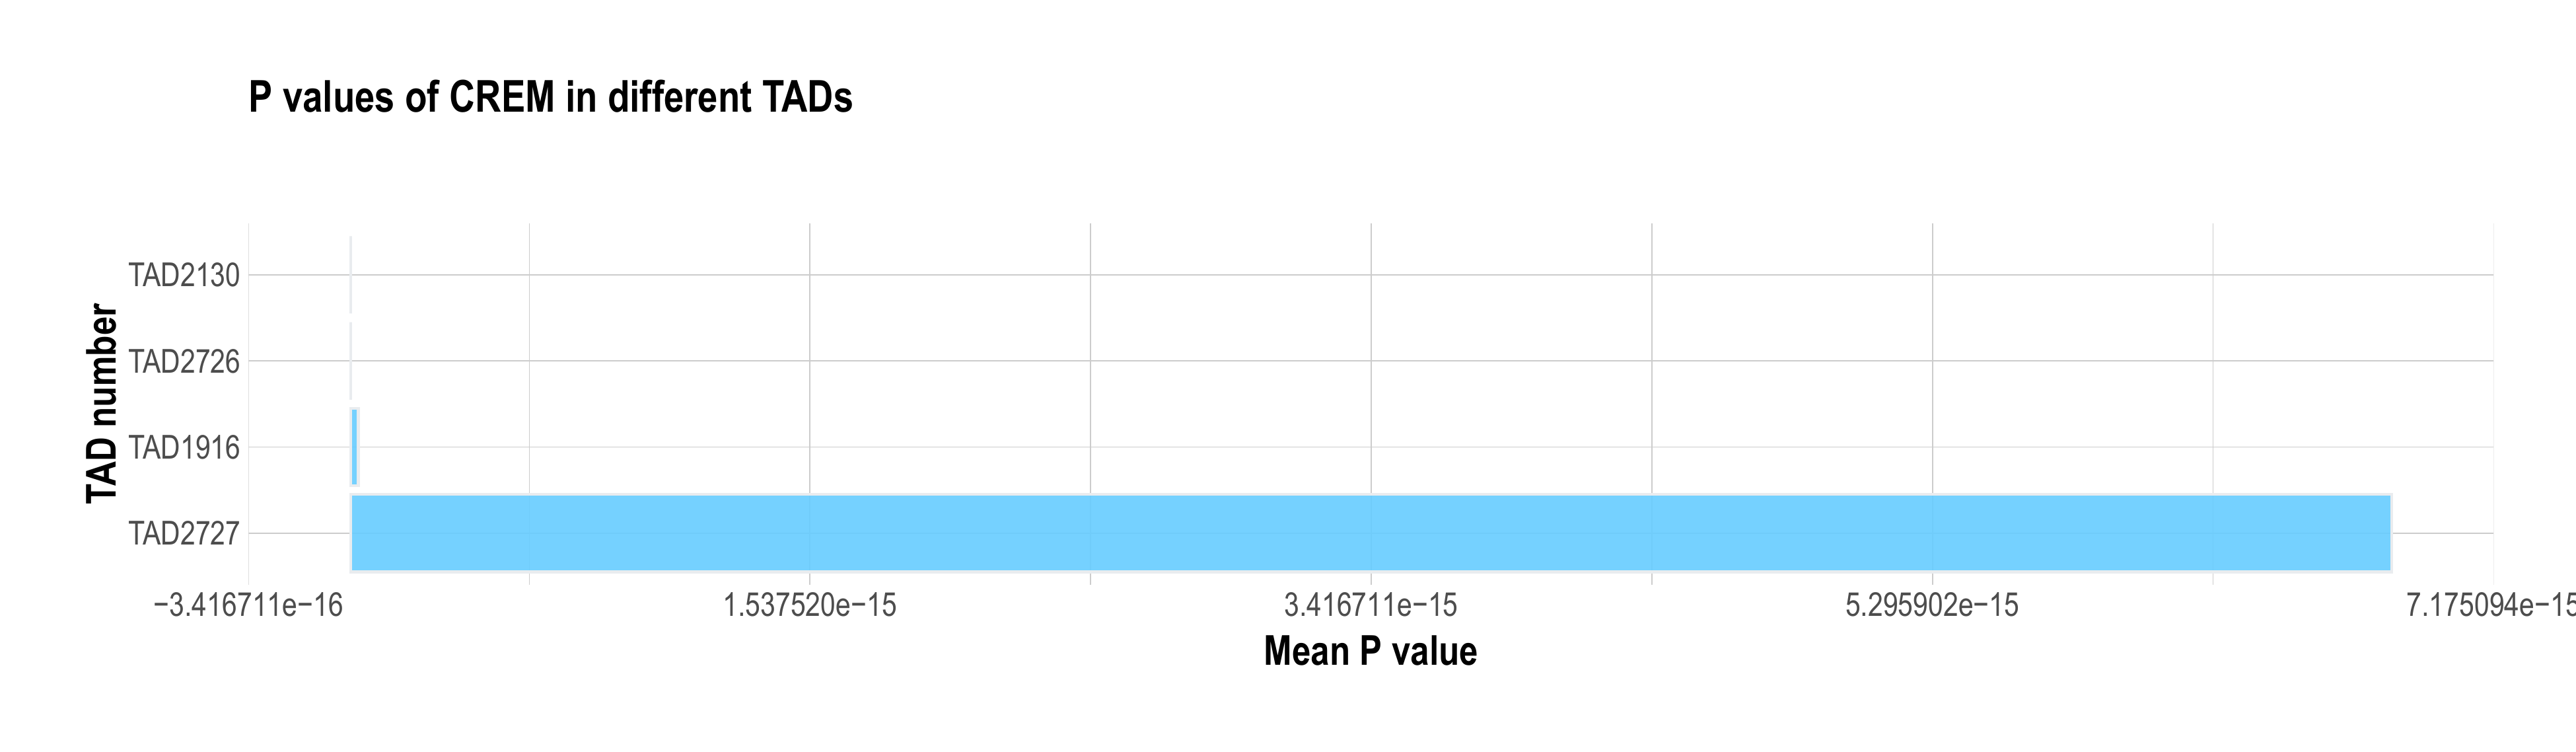 P values of CREM in different TADs
TAD number
TAD2130
TAD2726
TAD1916
TAD2727
−3.416711e−16 1.537520e−15 3.416711e−15 5.295902e−15 7.175094e−15
Mean P value